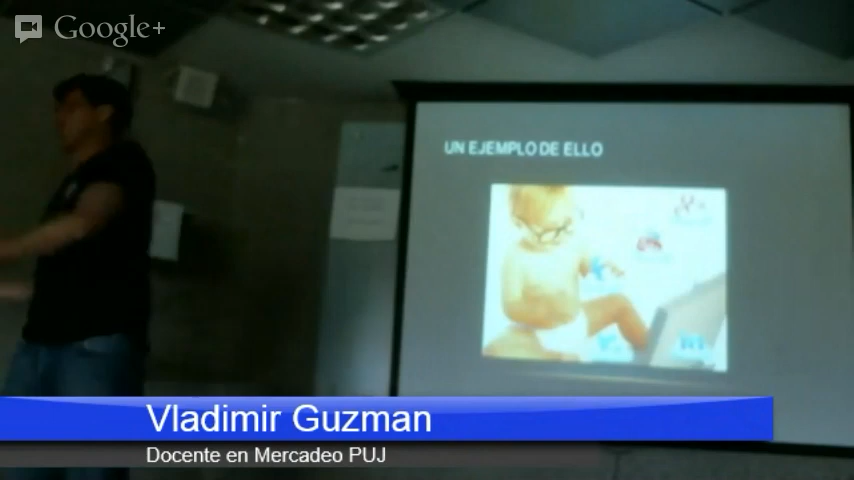 Google+
UN EJEMPLO DE ELLO
Vladimir Guzman
Docente en Mercadeo PUJ